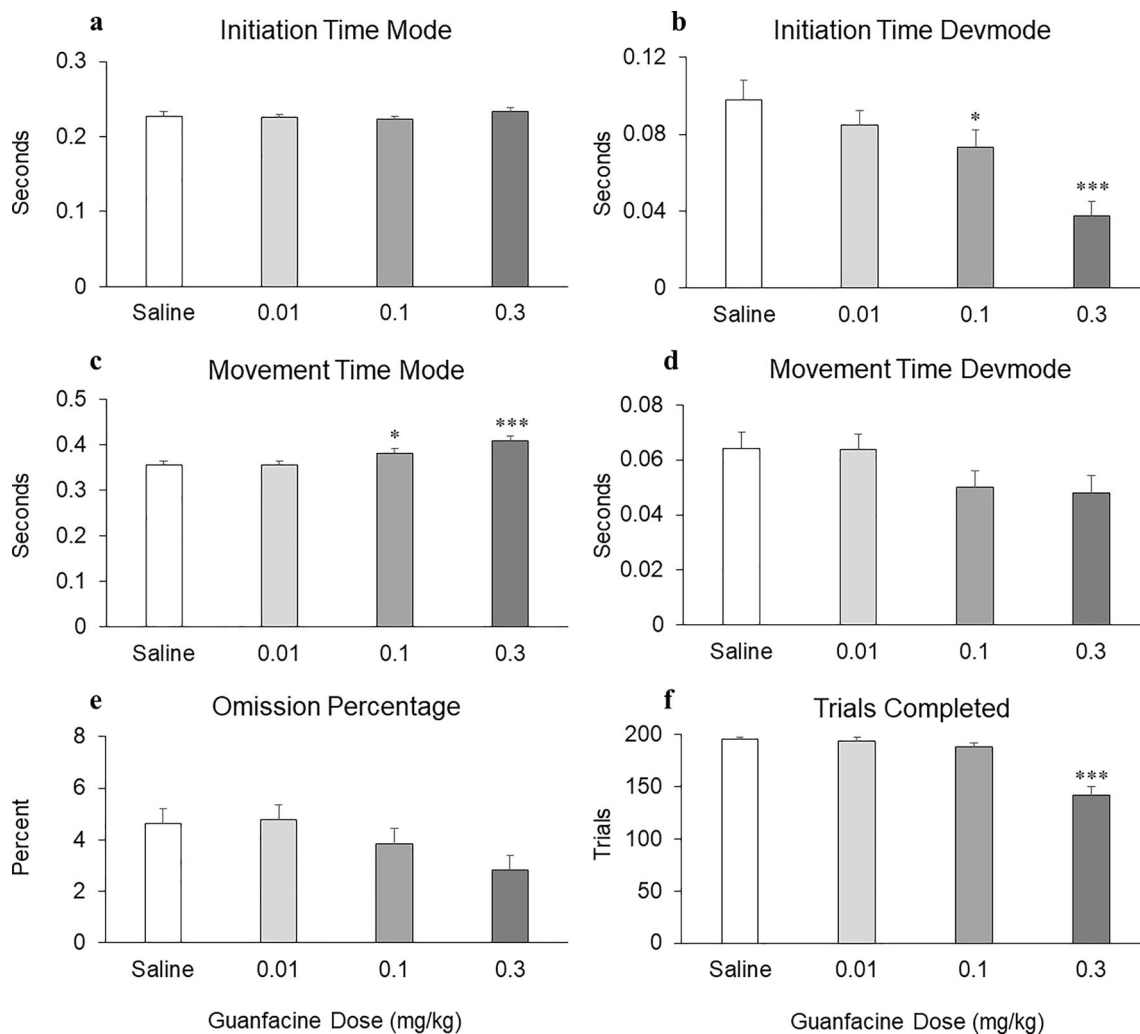 a
Initiation Time Mode
0.3
0.2
0.1
0
Seconds
Saline 0.01 0.1 0.3
b
Initiation Time Devmode
0.12
0.08
0.04
0
Seconds
*
***
Saline 0.01 0.1 0.3
c
Movement Time Mode
0.5
0.4
0.3
0.2
0.1
0
Seconds
*
***
Saline 0.01 0.1 0.3
d
Movement Time Devmode
0.08
0.06
0.04
0.02
0
Seconds
Saline 0.01 0.1 0.3
e
Omission Percentage
8
6
4
2
0
Percent
Saline 0.01 0.1 0.3
Guanfacine Dose (mg/kg)
f
Trials Completed
200
150
100
50
0
Trials
***
Saline 0.01 0.1 0.3
Guanfacine Dose (mg/kg)